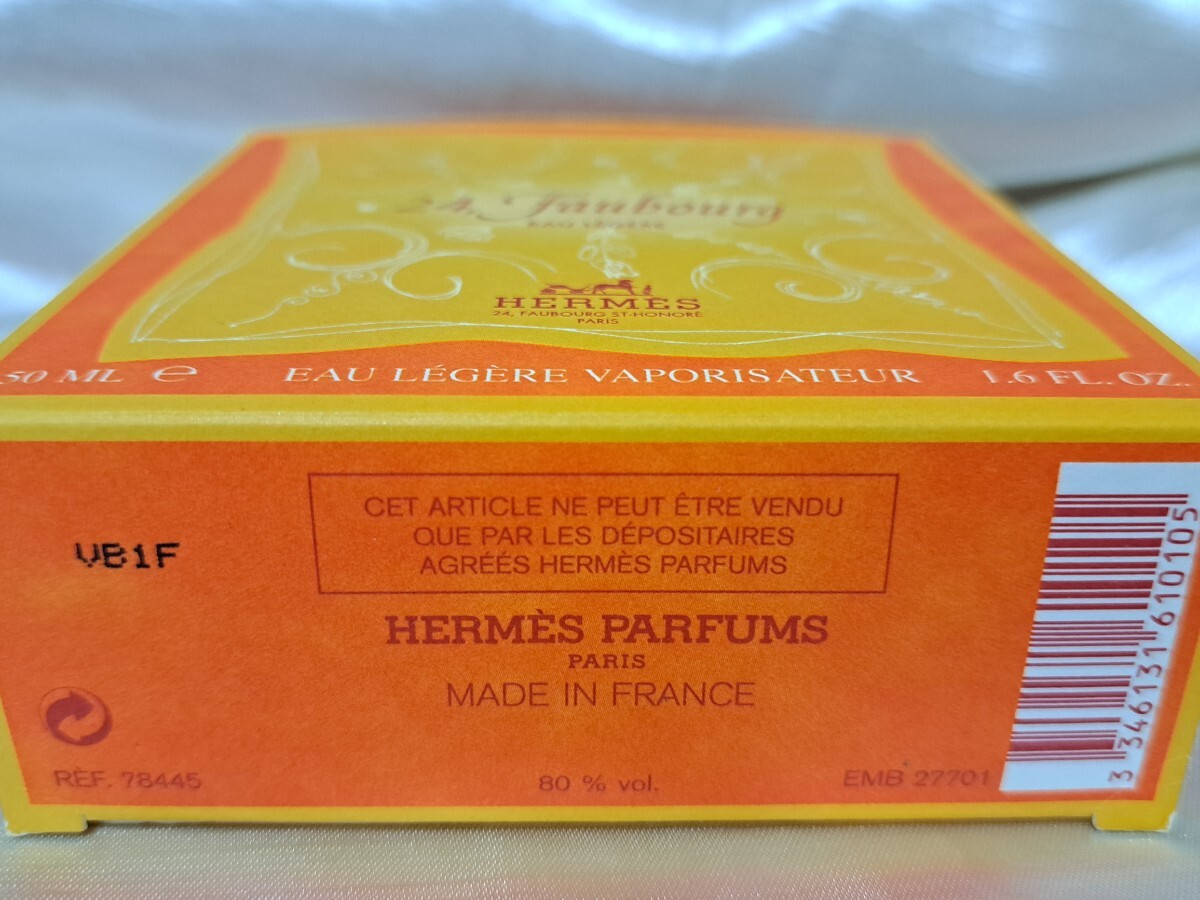 24, Faubourg
EAU LÉGÈRE
HERMÈS
24, FAUBOURG ST-HONORÉ
PARIS
50 ML ℮ EAU LÉGÈRE VAPORISATEUR 1.6 FL. OZ.
CET ARTICLE NE PEUT ÊTRE VENDU
QUE PAR LES DÉPOSITAIRES
AGRÉÉS HERMÈS PARFUMS
VB1F
HERMÈS PARFUMS
PARIS
MADE IN FRANCE
RÉF. 78445 80 % vol. EMB 27701
3 346131 610105